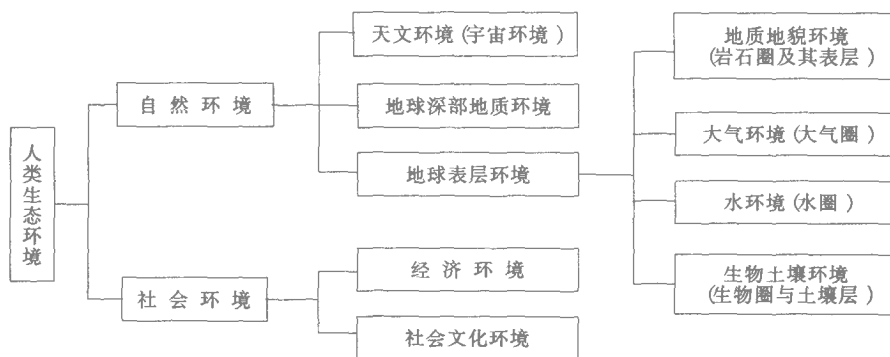 人类生态环境
自然环境
社会环境
天文环境(宇宙环境)
地球深部地质环境
地球表层环境
经济环境
社会文化环境
地质地貌环境
(岩石圈及其表层)
大气环境(大气圈)
水环境(水圈)
生物土壤环境
(生物圈与土壤层)